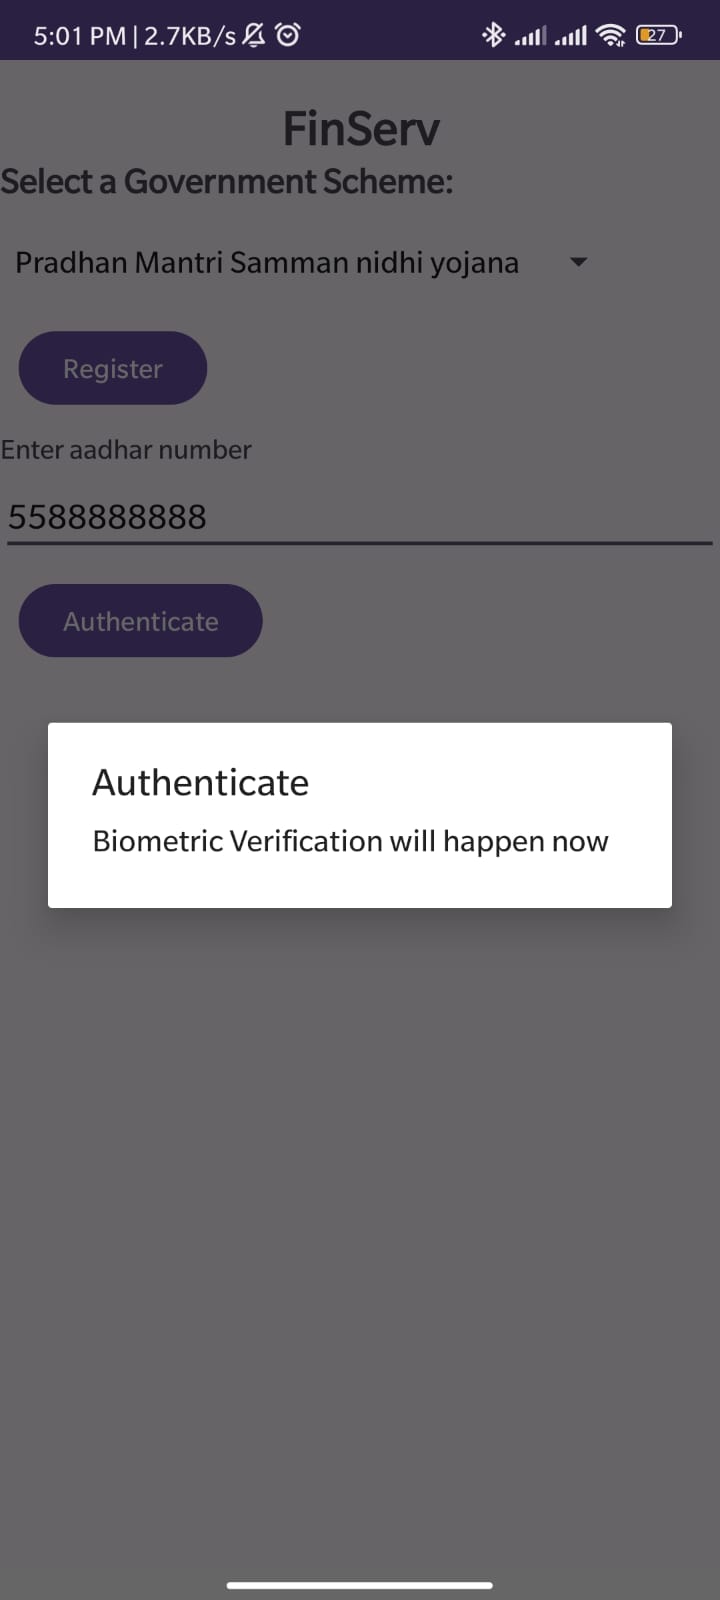 5:01 PM | 2.7KB/s 27
FinServ
Select a Government Scheme:
Pradhan Mantri Samman nidhi yojana
Register
Enter aadhar number
5588888888
Authenticate
Authenticate
Biometric Verification will happen now